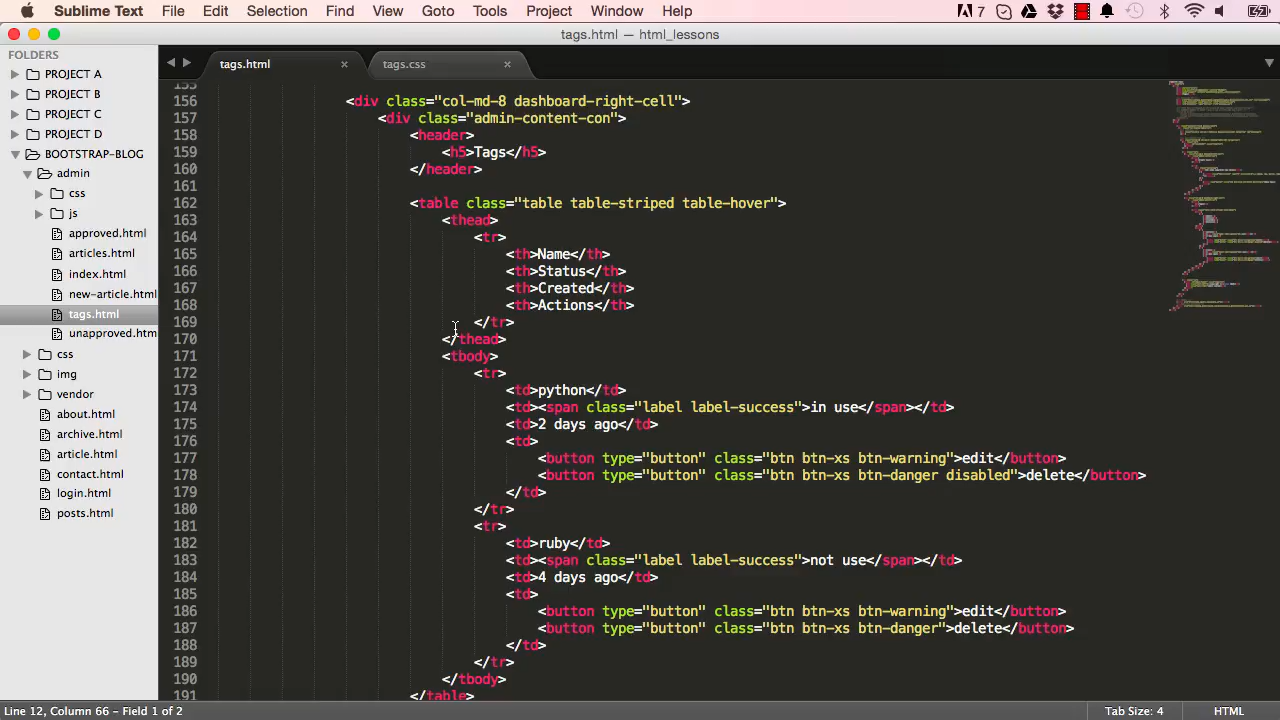 Sublime Text File Edit Selection Find View Goto Tools Project Window Help 7
tags.html — html_lessons
FOLDERS
PROJECT A
PROJECT B
PROJECT C
PROJECT D
BOOTSTRAP-BLOG
admin
css
js
approved.html
articles.html
index.html
new-article.html
tags.html
unapproved.htm
css
img
vendor
about.html
archive.html
article.html
contact.html
login.html
posts.html
tags.html
tags.css
155
156 <div class="col-md-8 dashboard-right-cell">
157 <div class="admin-content-con">
158 <header>
159 <h5>Tags</h5>
160 </header>
161
162 <table class="table table-striped table-hover">
163 <thead>
164 <tr>
165 <th>Name</th>
166 <th>Status</th>
167 <th>Created</th>
168 <th>Actions</th>
169 </tr>
170 </thead>
171 <tbody>
172 <tr>
173 <td>python</td>
174 <td><span class="label label-success">in use</span></td>
175 <td>2 days ago</td>
176 <td>
177 <button type="button" class="btn btn-xs btn-warning">edit</button>
178 <button type="button" class="btn btn-xs btn-danger disabled">delete</button>
179 </td>
180 </tr>
181 <tr>
182 <td>ruby</td>
183 <td><span class="label label-success">not use</span></td>
184 <td>4 days ago</td>
185 <td>
186 <button type="button" class="btn btn-xs btn-warning">edit</button>
187 <button type="button" class="btn btn-xs btn-danger">delete</button>
188 </td>
189 </tr>
190 </tbody>
191 </table>
Line 12, Column 66 - Field 1 of 2
Tab Size: 4
HTML